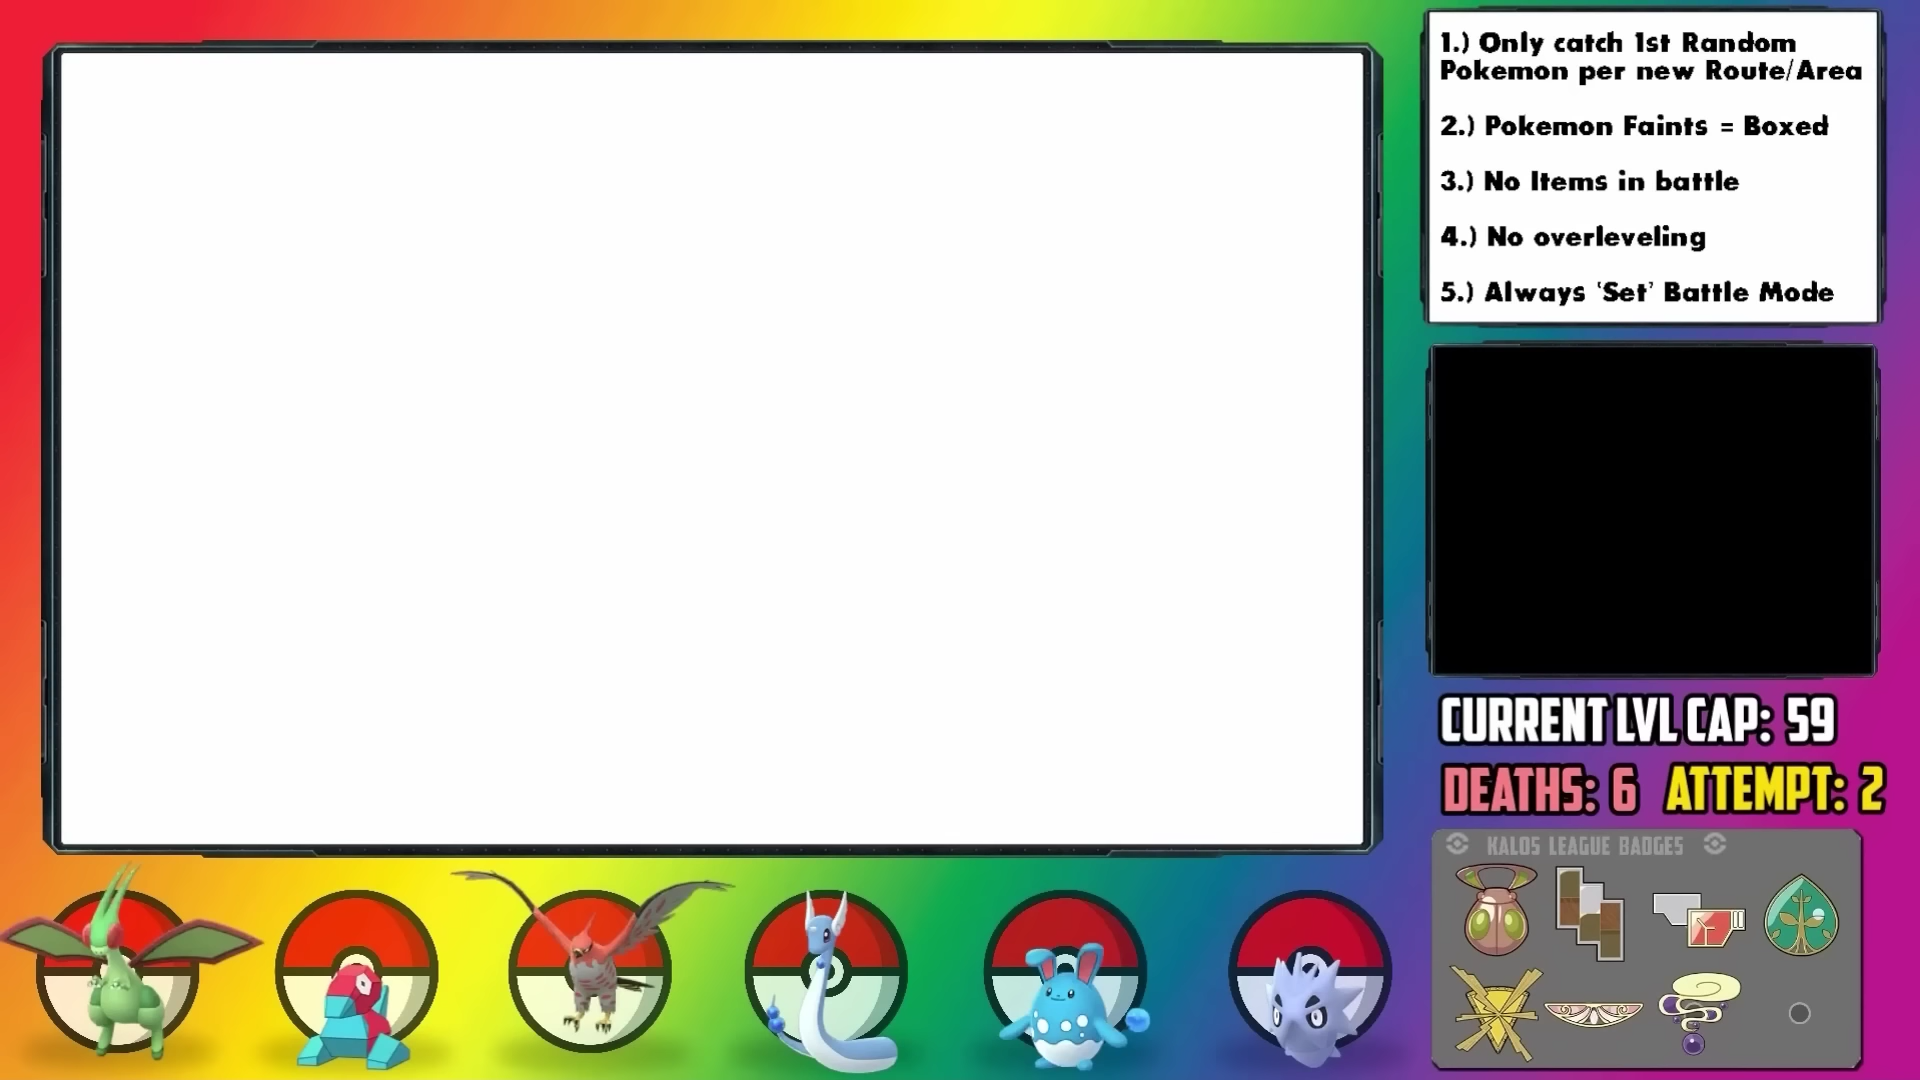 1.) Only catch 1st Random
Pokemon per new Route/Area
2.) Pokemon Faints = Boxed
3.) No Items in battle
4.) No overleveling
5.) Always 'Set' Battle Mode
CURRENT LVL CAP: 59
DEATHS: 6 ATTEMPT: 2
KALOS LEAGUE BADGES